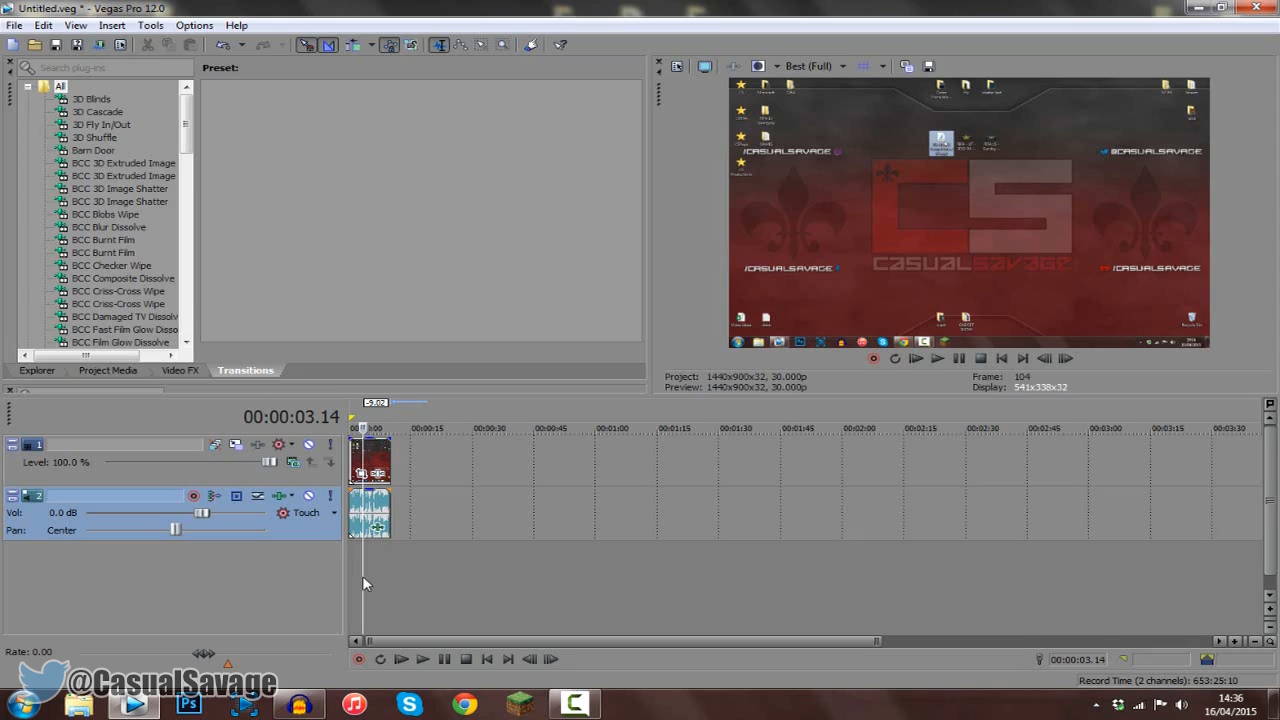 Untitled.veg * - Vegas Pro 12.0
File Edit View Insert Tools Options Help
Search plug-ins
Preset:
Best (Full)
All
3D Blinds
3D Cascade
3D Fly In/Out
3D Shuffle
Barn Door
BCC 3D Extruded Image
BCC 3D Extruded Image
BCC 3D Image Shatter
BCC 3D Image Shatter
BCC Blobs Wipe
BCC Blur Dissolve
BCC Burnt Film
BCC Burnt Film
BCC Checker Wipe
BCC Composite Dissolve
BCC Criss-Cross Wipe
BCC Criss-Cross Wipe
BCC Damaged TV Dissolv
BCC Fast Film Glow Disso
BCC Film Glow Dissolve
/CASUALSAVAGE
@CASUALSAVAGE
CS
CASUALSAVAGE
/CASUALSAVAGE
/CASUALSAVAGE
Explorer Project Media Video FX Transitions
Project: 1440x900x32, 30.000p Frame: 104
Preview: 1440x900x32, 30.000p Display: 541x338x32
-9.02
00:00:03.14
00:00:15 00:00:30 00:00:45 00:01:00 00:01:15 00:01:30 00:01:45 00:02:00 00:02:15 00:02:30 00:02:45 00:03:00 00:03:15 00:03:30
1
Level: 100.0 %
2
Vol: 0.0 dB Touch
Pan: Center
Rate: 0.00
00:00:03.14
Record Time (2 channels): 653:25:10
@CasualSavage
Ps
14:36
16/04/2015